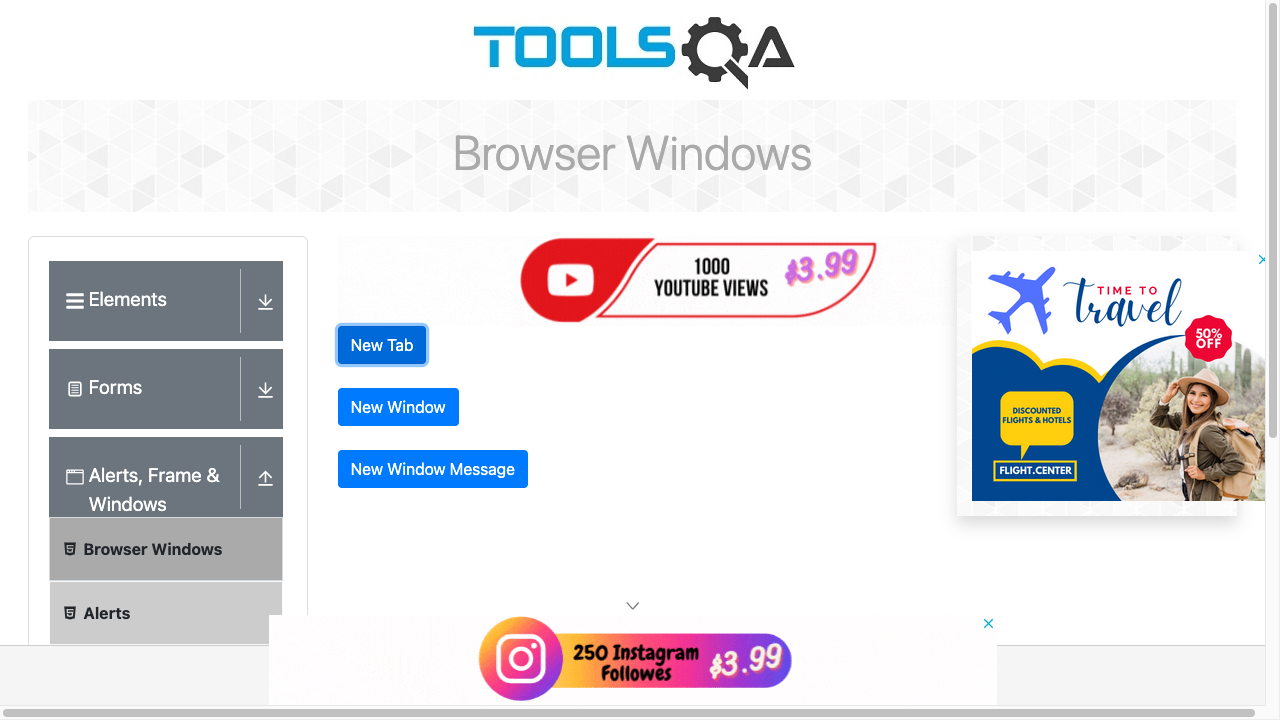 TOOLSQA
Browser Windows
Elements
Forms
Alerts, Frame &
Windows
Browser Windows
Alerts
1000
YOUTUBE VIEWS
$3.99
New Tab
New Window
New Window Message
TIME TO
travel
50%
OFF
DISCOUNTED
FLIGHTS & HOTELS
FLIGHT.CENTER
250 Instagram
Followes
$3.99